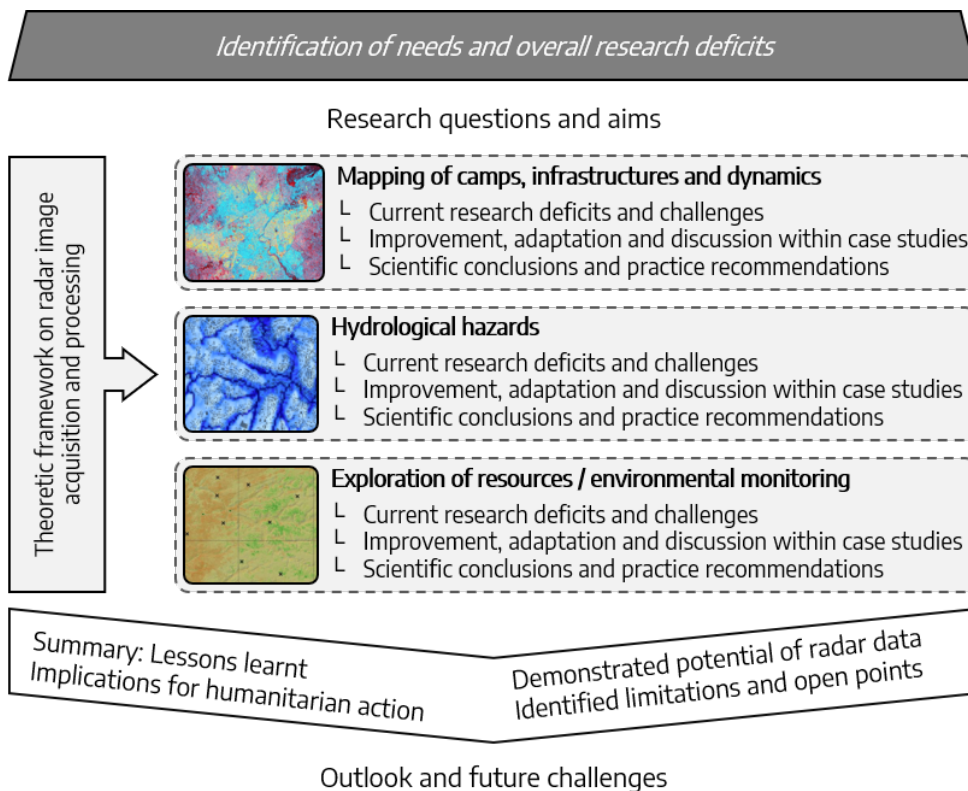 Identification of needs and overall research deficits
Research questions and aims
Theoretic framework on radar image
acquisition and processing
Mapping of camps, infrastructures and dynamics
└ Current research deficits and challenges
└ Improvement, adaptation and discussion within case studies
└ Scientific conclusions and practice recommendations
Hydrological hazards
└ Current research deficits and challenges
└ Improvement, adaptation and discussion within case studies
└ Scientific conclusions and practice recommendations
Exploration of resources / environmental monitoring
└ Current research deficits and challenges
└ Improvement, adaptation and discussion within case studies
└ Scientific conclusions and practice recommendations
Summary: Lessons learnt
Implications for humanitarian action
Demonstrated potential of radar data
Identified limitations and open points
Outlook and future challenges